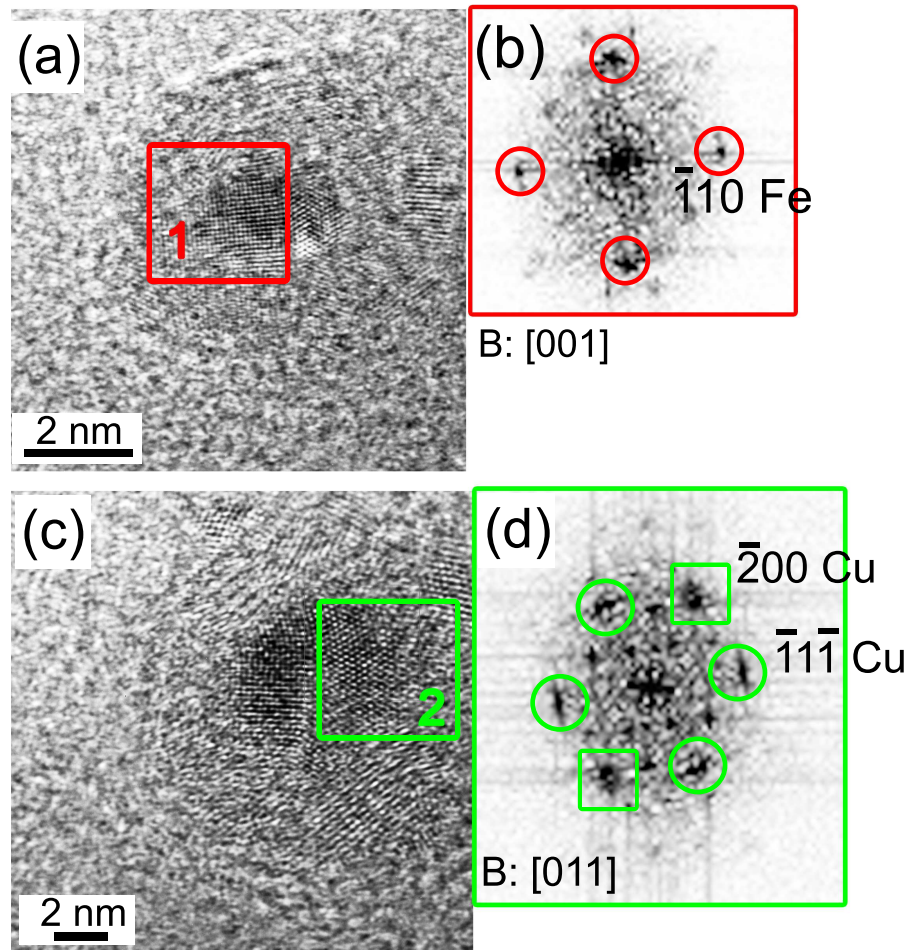 (a)
1
2 nm
(b)
1̅10 Fe
B: [001]
(c)
2
2 nm
(d)
2̅00 Cu
1̅11̅ Cu
B: [011]